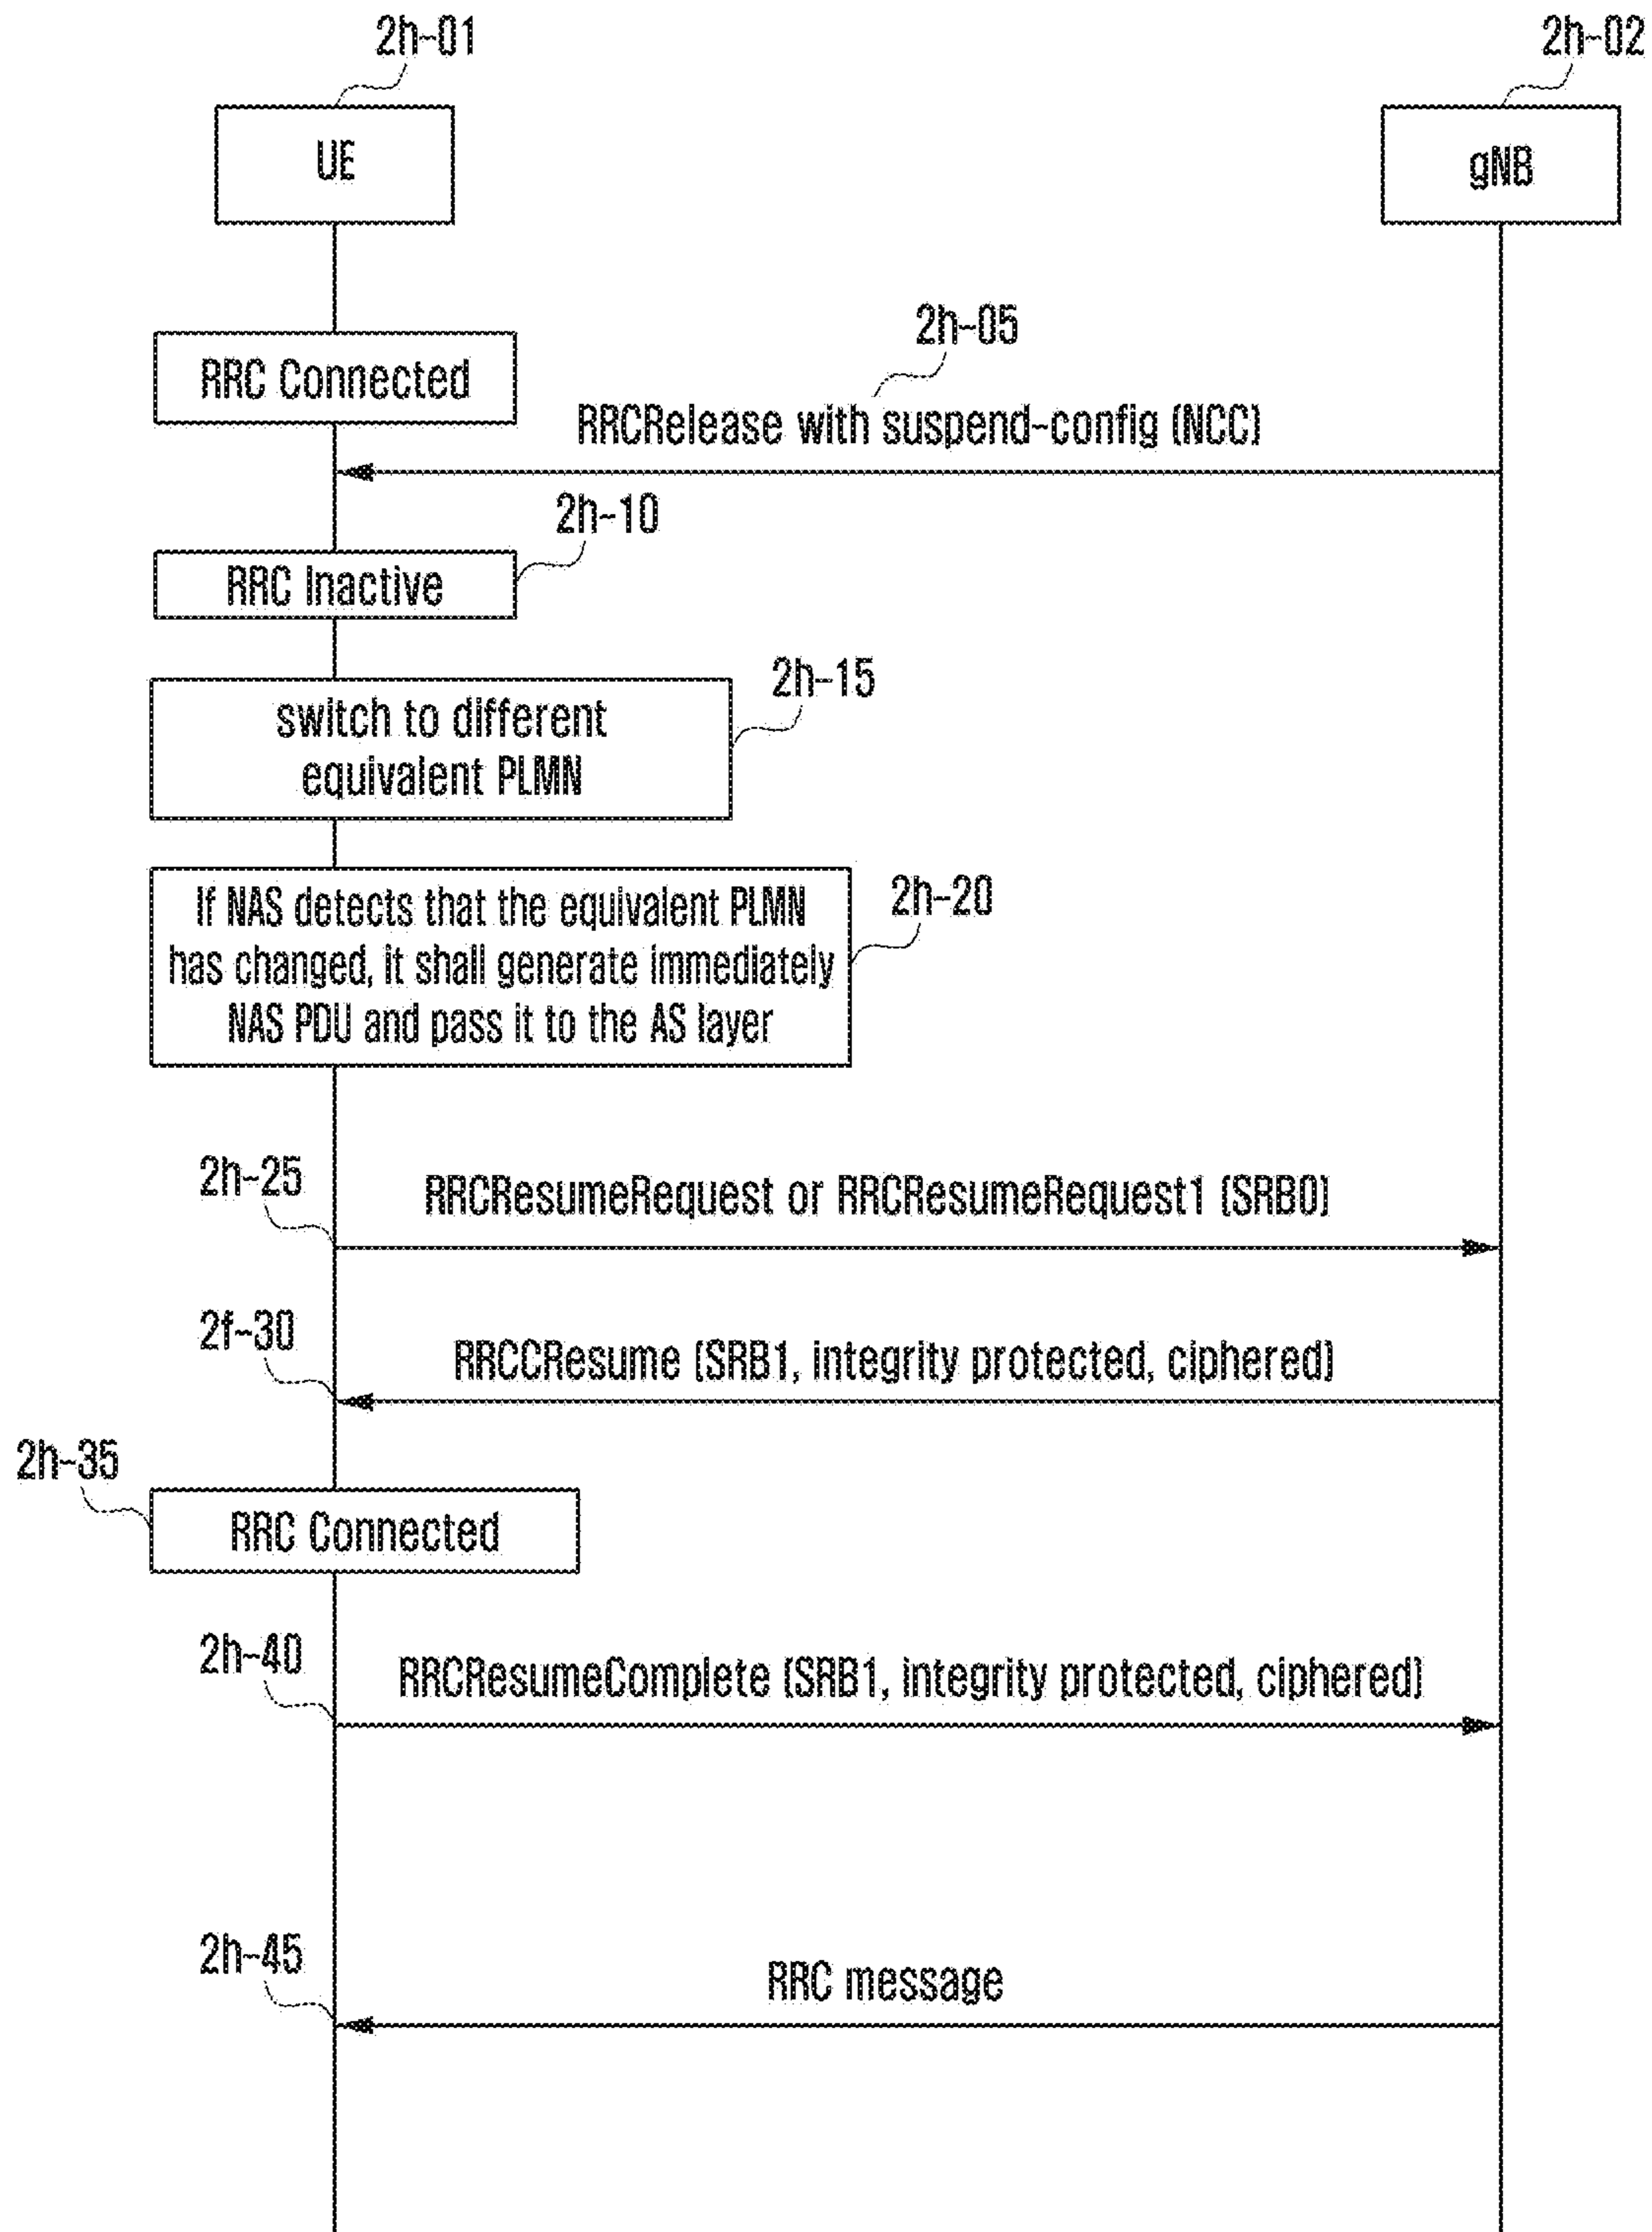 2h-01
2h-02
UE
gNB
2h-05
RRC Connected
RRCRelease with suspend-config (NCC)
2h-10
RRC Inactive
2h-15
switch to different
equivalent PLMN
2h-20
If NAS detects that the equivalent PLMN
has changed, it shall generate immediately
NAS PDU and pass it to the AS layer
2h-25
RRCResumeRequest or RRCResumeRequest1 (SRB0)
2f-30
RRCCResume (SRB1, integrity protected, ciphered)
2h-35
RRC Connected
2h-40
RRCResumeComplete (SRB1, integrity protected, ciphered)
2h-45
RRC message